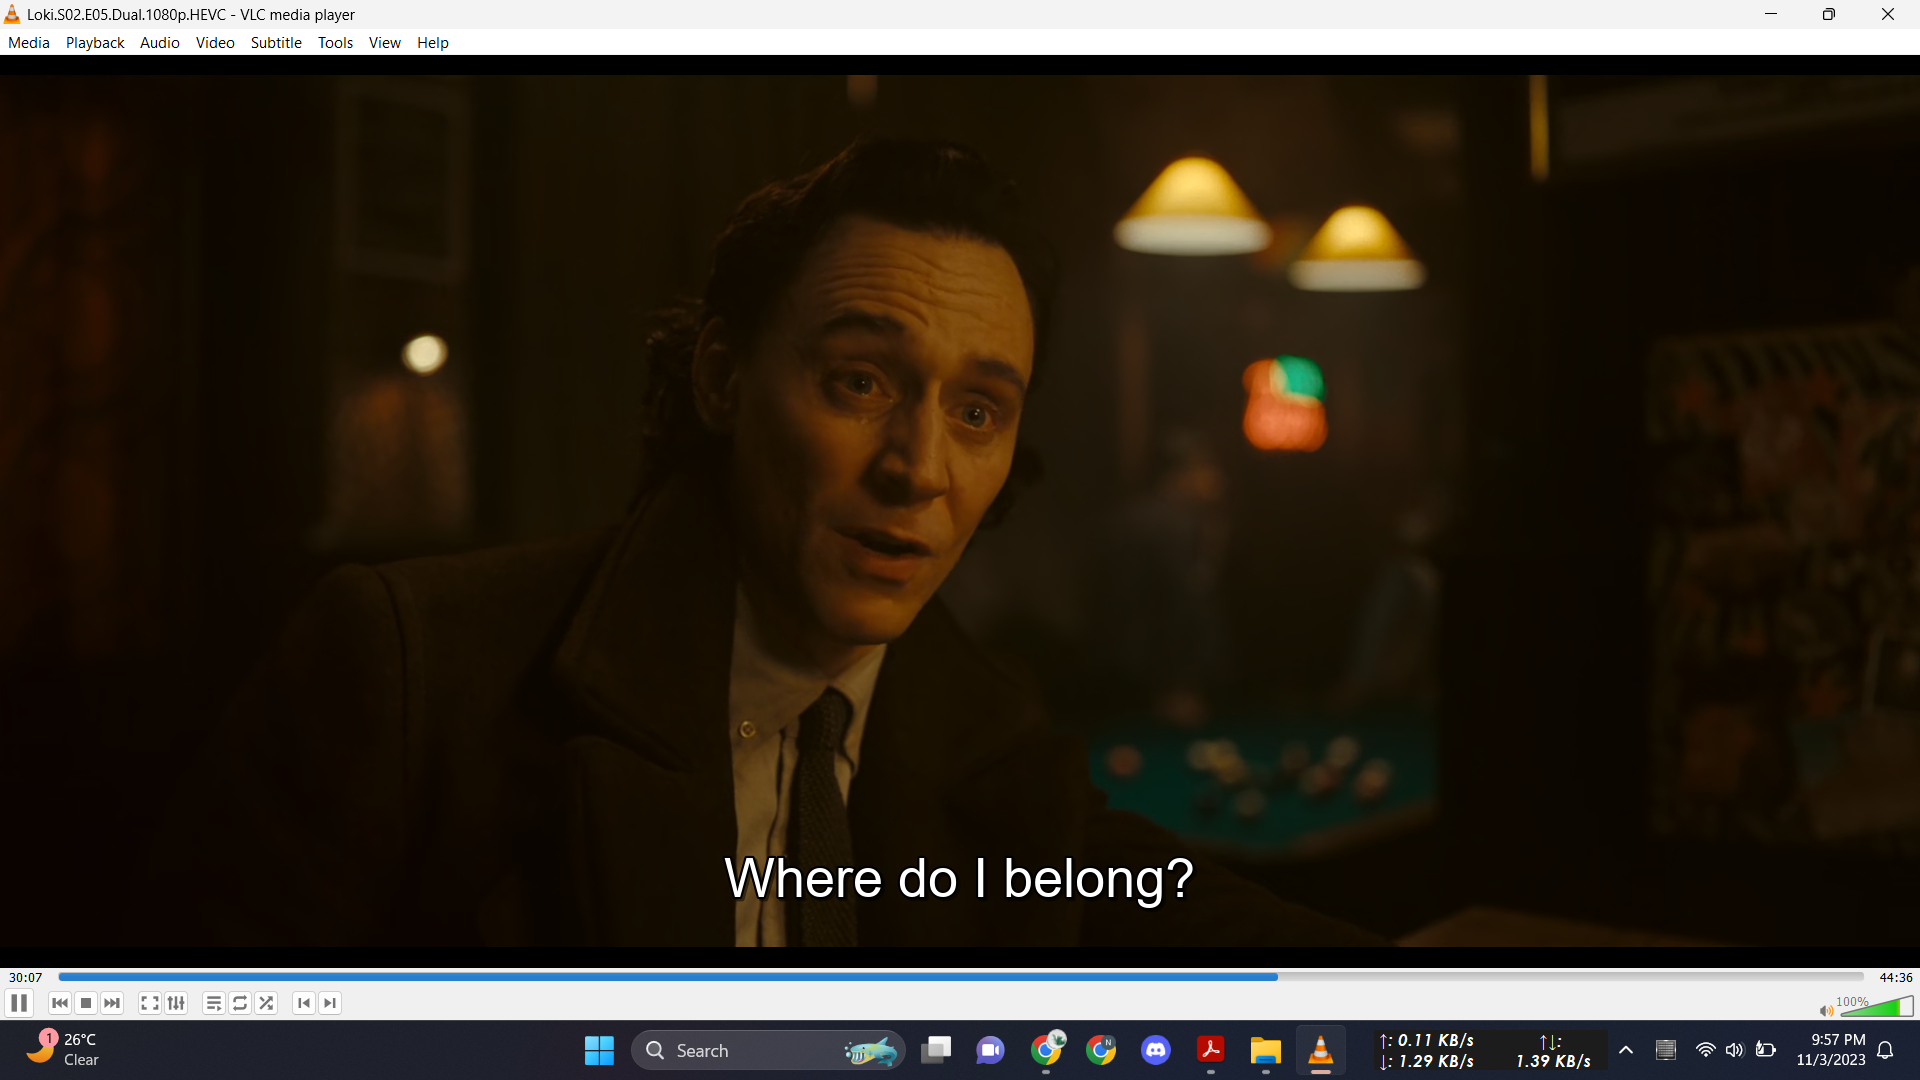 Loki.S02.E05.Dual.1080p.HEVC - VLC media player
Media Playback Audio Video Subtitle Tools View Help
Where do I belong?
30:07
44:36
100%
1
26°C
Clear
Search
N
↑: 0.11 KB/s
↓: 1.29 KB/s
↑↓:
1.39 KB/s
9:57 PM
11/3/2023